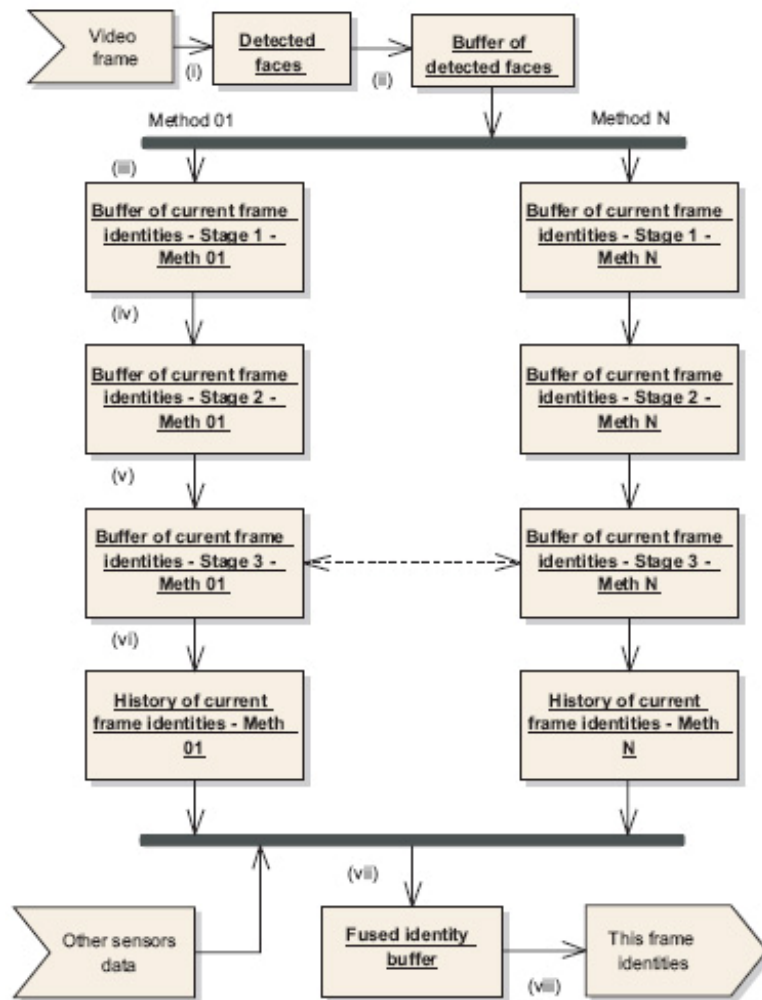 Video
frame
(i)
Detected
faces
(ii)
Buffer of
detected faces
Method 01
Method N
(iii)
Buffer of current frame
identities - Stage 1 -
Meth 01
Buffer of current frame
identities - Stage 1 -
Meth N
(iv)
Buffer of current frame
identities - Stage 2 -
Meth 01
Buffer of current frame
identities - Stage 2 -
Meth N
(v)
Buffer of curent frame
identities - Stage 3 -
Meth 01
Buffer of current frame
identities - Stage 3 -
Meth N
(vi)
History of current
frame identities - Meth
01
History of current
frame identities - Meth
N
(vii)
Other sensors
data
Fused identity
buffer
(viii)
This frame
identities